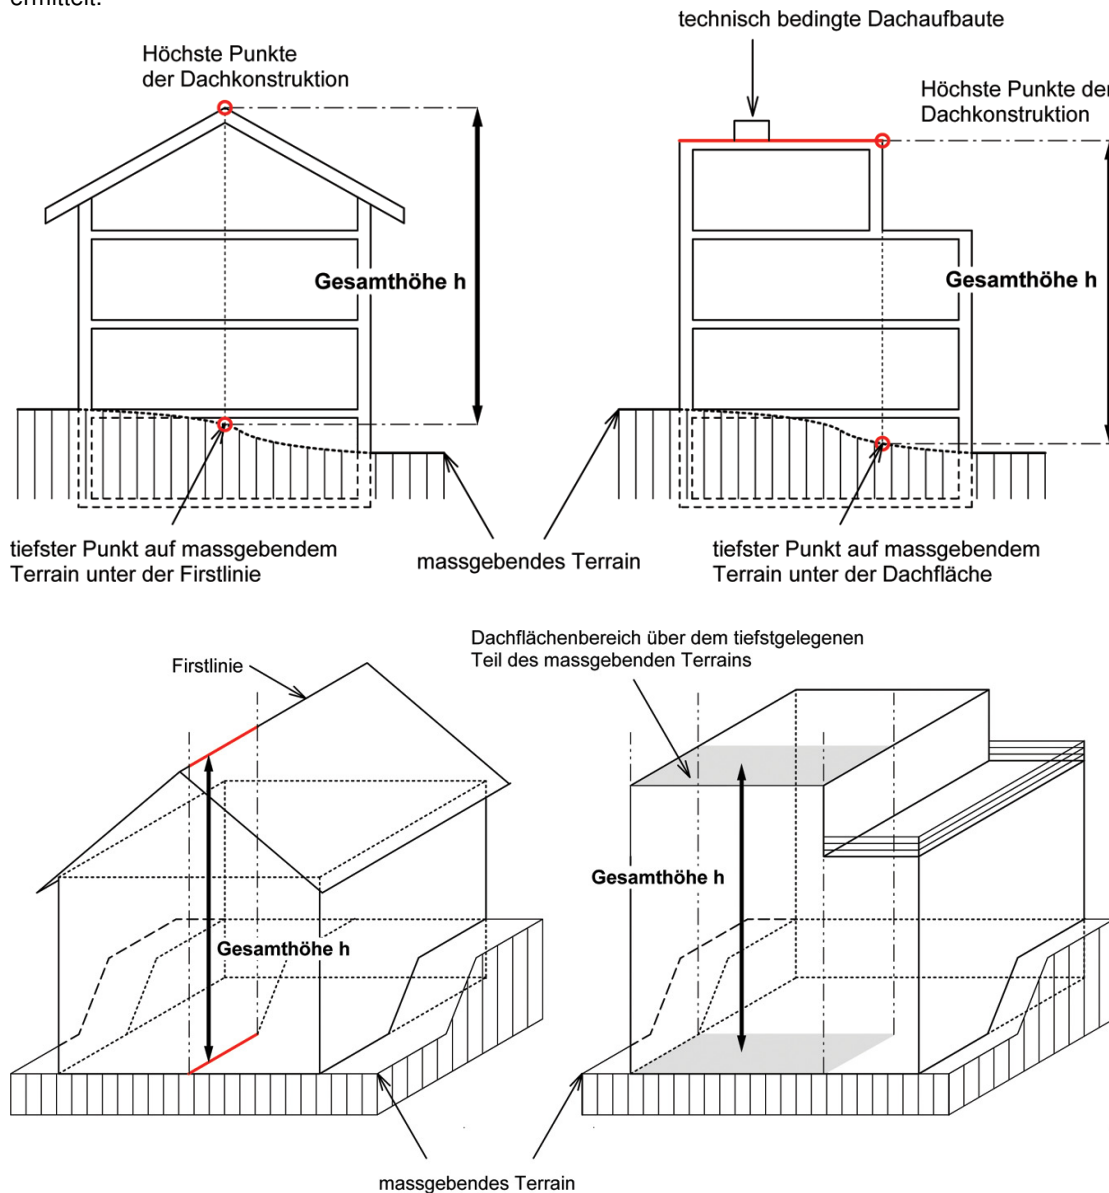 ermittelt.
technisch bedingte Dachaufbaute
Höchste Punkte
der Dachkonstruktion
Höchste Punkte der
Dachkonstruktion
Gesamthöhe h
Gesamthöhe h
tiefster Punkt auf massgebendem
Terrain unter der Firstlinie
massgebendes Terrain
tiefster Punkt auf massgebendem
Terrain unter der Dachfläche
Firstlinie
Dachflächenbereich über dem tiefstgelegenen
Teil des massgebenden Terrains
Gesamthöhe h
Gesamthöhe h
massgebendes Terrain